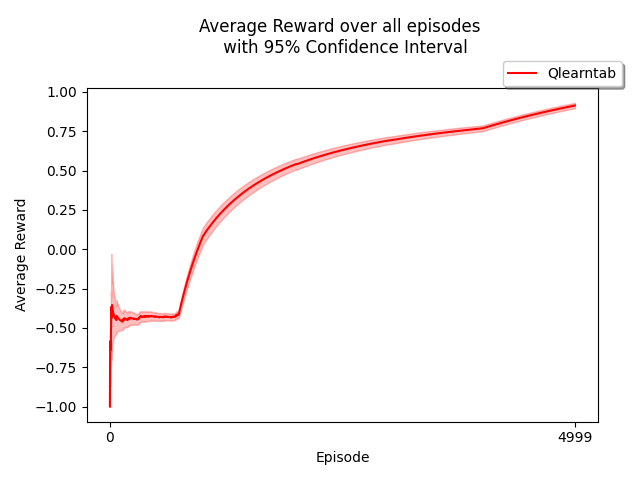 Average Reward over all episodes
with 95% Confidence Interval
Qlearntab
1.00
0.75
0.50
0.25
0.00
−0.25
−0.50
−0.75
−1.00
Average Reward
0
4999
Episode